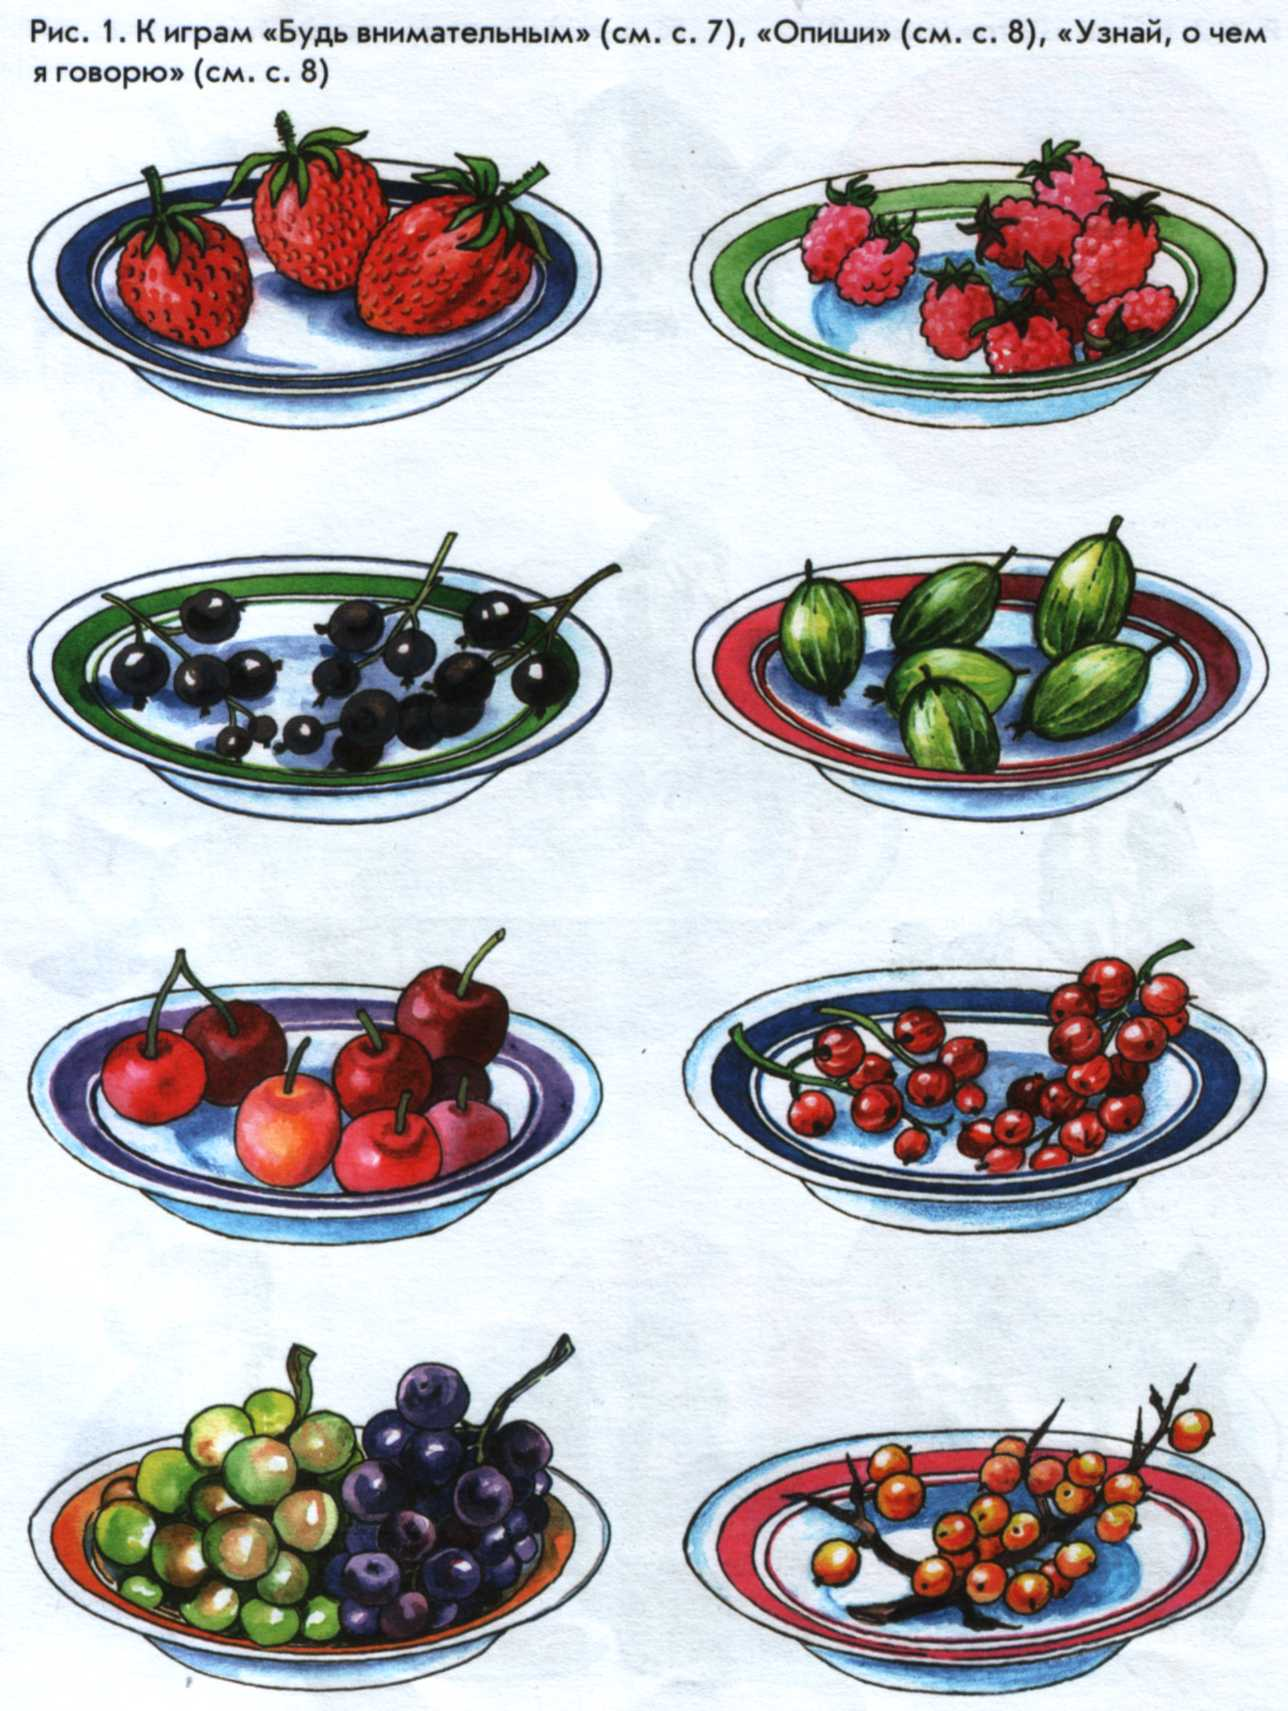 Рис. 1. К играм «Будь внимательным» (см. с. 7), «Опиши» (см. с. 8), «Узнай, о чем
я говорю» (см. с. 8)